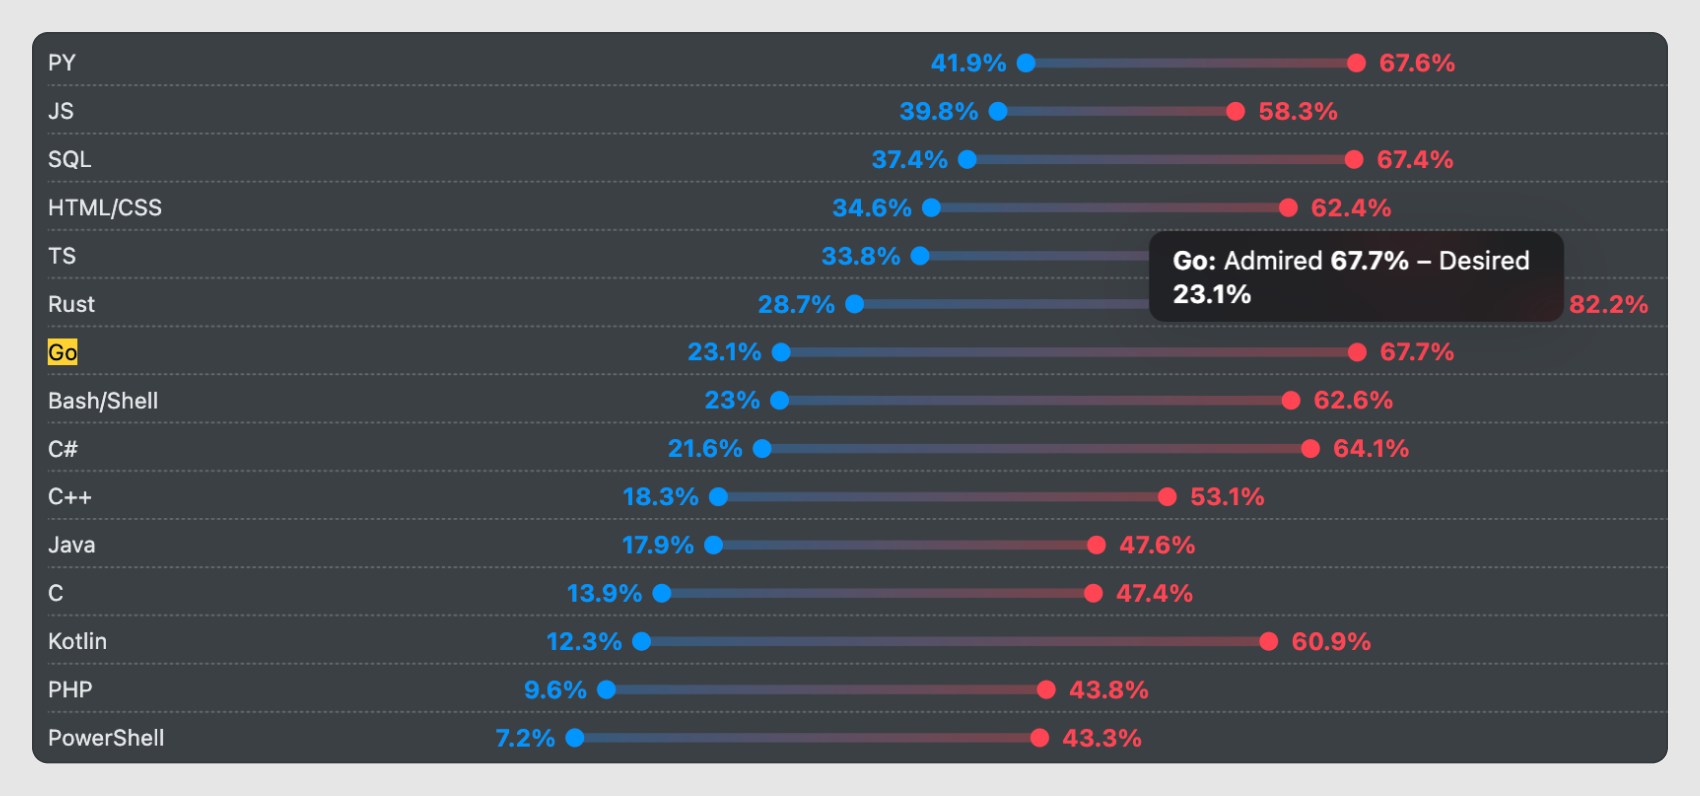 PY 41.9% 67.6%
JS 39.8% 58.3%
SQL 37.4% 67.4%
HTML/CSS 34.6% 62.4%
TS 33.8%
Go: Admired 67.7% – Desired
23.1%
Rust 28.7% 82.2%
Go 23.1% 67.7%
Bash/Shell 23% 62.6%
C# 21.6% 64.1%
C++ 18.3% 53.1%
Java 17.9% 47.6%
C 13.9% 47.4%
Kotlin 12.3% 60.9%
PHP 9.6% 43.8%
PowerShell 7.2% 43.3%